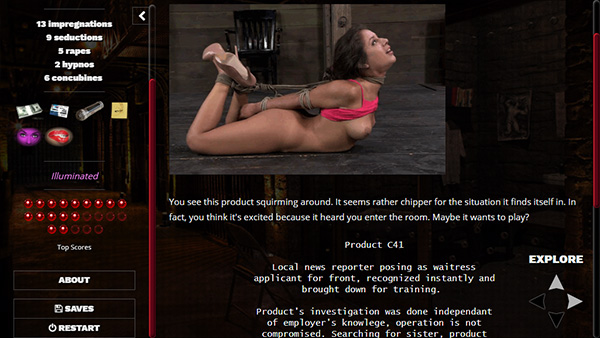 13 impregnations
9 seductions
5 rapes
2 hypnos
6 concubines
Illuminated
Top Scores
ABOUT
SAVES
RESTART
You see this product squirming around. It seems rather chipper for the situation it finds itself in. In
fact, you think it's excited because it heard you enter the room. Maybe it wants to play?
Product C41
Local news reporter posing as waitress
applicant for front, recognized instantly and
brought down for training.
Product's investigation was done independant
of employer's knowlege, operation is not
compromised. Searching for sister, product
EXPLORE